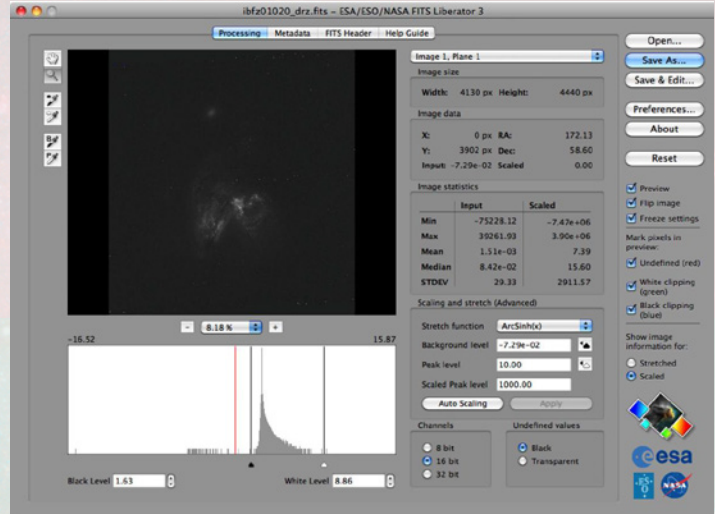 ibfz01020_drz.fits – ESA/ESO/NASA FITS Liberator 3
Processing Metadata FITS Header Help Guide
Image 1, Plane 1
Image size
Width: 4130 px Height: 4440 px
Image data
X: 0 px RA: 172.13
Y: 3902 px Dec: 58.60
Input: -7.29e-02 Scaled 0.00
Image statistics
Input Scaled
Min -75228.12 -7.47e+06
Max 39261.93 3.90e+06
Mean 1.51e-03 7.39
Median 8.42e-02 15.60
STDEV 29.33 2911.57
Scaling and stretch (Advanced)
Stretch function ArcSinh(x)
Background level -7.29e-02
Peak level 10.00
Scaled Peak level 1000.00
Auto Scaling Apply
Channels
8 bit
16 bit
32 bit
Undefined values
Black
Transparent
- 8.18 % +
-16.52 15.87
Black Level 1.63 White Level 8.86
Open...
Save As...
Save & Edit...
Preferences...
About
Reset
Preview
Flip image
Freeze settings
Mark pixels in
preview:
Undefined (red)
White clipping
(green)
Black clipping
(blue)
Show image
information for:
Stretched
Scaled
esa
ES
O
NASA